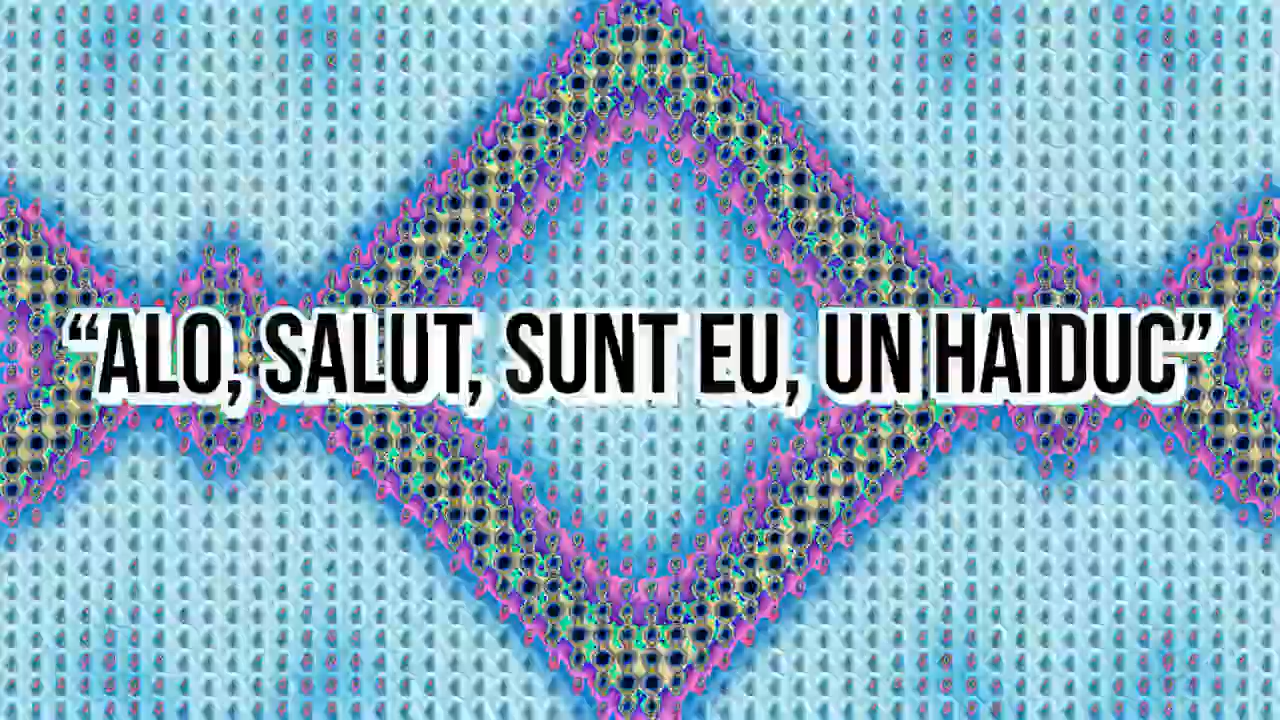 “ALO, SALUT, SUNT EU, UN HAIDUC”